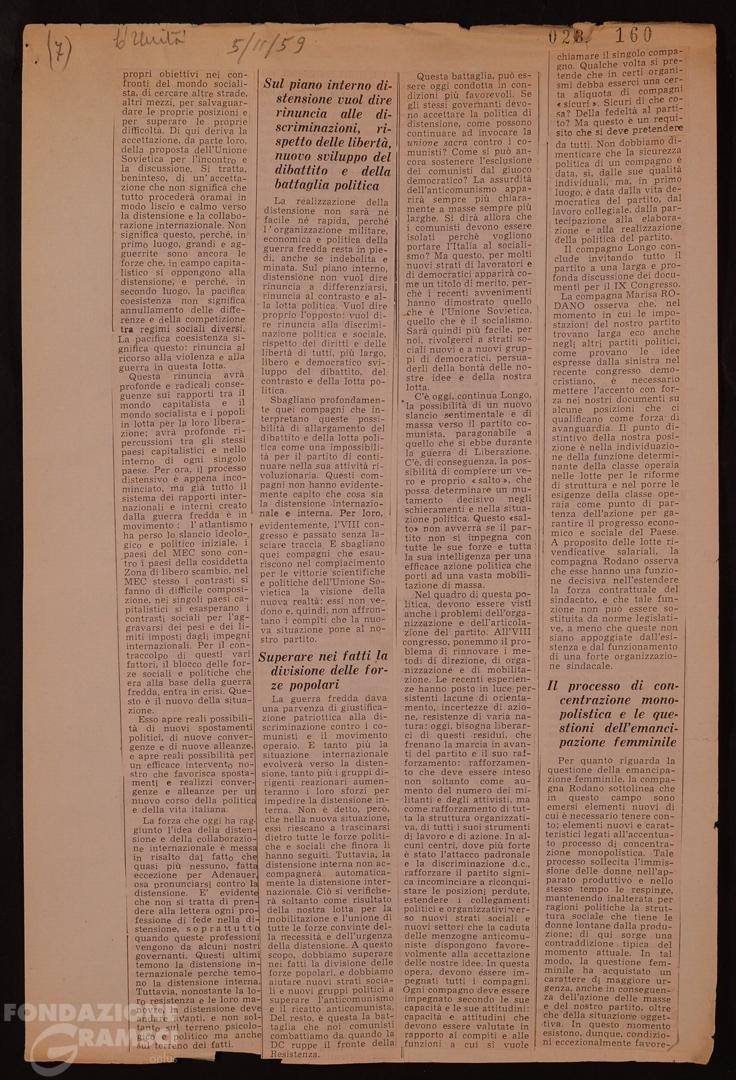 (7)
l'Unità
5/11/59
028. 160
propri obiettivi nei con-
fronti del mondo sociali-
sta, di cercare altre strade,
altri mezzi, per salvaguar-
dare le proprie posizioni e
per superare le proprie
difficoltà. Di qui deriva la
accettazione, da parte loro,
della proposta dell'Unione
Sovietica per l'incontro e
la discussione. Si tratta,
beninteso, di un'accetta-
zione che non significa che
tutto procederà oramai in
modo liscio e calmo verso
la distensione e la collabo-
razione internazionale. Non
significa questo, perché, in
primo luogo, grandi e ag-
guerrite sono ancora le
forze che, in campo capita-
listico si oppongono alla
distensione, e perché, in
secondo luogo, la pacifica
coesistenza non significa
annullamento delle diffe-
renze e della competizione
tra regimi sociali diversi.
La pacifica coesistenza si-
gnifica questo: rinuncia al
ricorso alla violenza e alla
guerra in questa lotta.
Questa rinuncia avrà
profonde e radicali conse-
guenze sui rapporti tra il
mondo capitalista e il
mondo socialista e i popoli
in lotta per la loro libera-
zione; avrà profonde ri-
percussioni tra gli stessi
paesi capitalistici e nello
interno di ogni singolo
paese. Per ora, il processo
distensivo è appena inco-
minciato, ma già tutto il
sistema dei rapporti inter-
nazionali e interni creato
dalla guerra fredda è in
movimento: l'atlantismo
ha perso lo slancio ideolo-
gico e politico iniziale, i
paesi del MEC sono con-
tro i paesi della cosiddetta
Zona di libero scambio, nel
MEC stesso i contrasti si
fanno di difficile composi-
zione, nei singoli paesi ca-
pitalistici si esasperano i
contrasti sociali per l'ag-
gravarsi dei pesi e dei li-
miti imposti dagli impegni
internazionali. Per il con-
traccolpo di questi vari
fattori, il blocco delle for-
ze sociali e politiche che
era alla base della guerra
fredda, entra in crisi. Que-
sto è il nuovo della situa-
zione.
Esso apre reali possibili-
tà di nuovi spostamenti
politici, di nuove conver-
genze e di nuove alleanze,
e apre reali possibilità per
un efficace intervento no-
stro che favorisca sposta-
menti e realizzi conver-
genze e alleanze per un
nuovo corso della politica
e della vita italiana.
La forza che oggi ha rag-
giunto l'idea della disten-
sione e della collaborazio-
ne internazionale è messa
in risalto dal fatto che
quasi più nessuno, fatta
eccezione per Adenauer,
osa pronunciarsi contro la
distensione. E' evidente
che non si tratta di pren-
dere alla lettera ogni pro-
fessione di fede nella di-
stensione, soprattutto
quando queste professioni
vengono da alcuni nostri
governanti. Questi ultimi
temono la distensione in-
ternazionale perché temo-
no la distensione interna.
Tuttavia, nonostante la lo-
ro resistenza e le loro ma-
distensione deve
avanti, e non sol-
tanto sul terreno psicolo-
gico e politico ma anche
sul terreno dei fatti.
Sul piano interno di-
stensione vuol dire
rinuncia alle di-
scriminazioni, ri-
spetto delle libertà,
nuovo sviluppo del
dibattito e della
battaglia politica
La realizzazione della
distensione non sarà né
facile né rapida, perché
l'organizzazione militare,
economica e politica della
guerra fredda resta in pie-
di, anche se indebolita e
minata. Sul piano interno,
distensione non vuol dire
rinuncia a differenziarsi,
rinuncia al contrasto e al-
la lotta politica. Vuol dire
proprio l'opposto: vuol di-
re rinuncia alla discrimi-
nazione politica e sociale,
rispetto dei diritti e delle
libertà di tutti, più largo,
libero e democratico svi-
luppo del dibattito, del
contrasto e della lotta po-
litica.
Sbagliano profondamen-
te quei compagni che in-
terpretano queste possi-
bilità di allargamento del
dibattito e della lotta poli-
tica come una impossibili-
tà per il partito di conti-
nuare nella sua attività ri-
voluzionaria. Questi com-
pagni non hanno evidente-
mente capito che cosa sia
la distensione internazio-
nale e interna. Per loro,
evidentemente, l'VIII con-
gresso è passato senza la-
sciare traccia. E sbagliano
quei compagni che esau-
riscono nel compiacimento
per le vittorie scientifiche
e politiche dell'Unione So-
vietica la visione della
nuova realtà: essi non ve-
dono e, quindi, non affron-
tano i compiti che la nuo-
va situazione pone al no-
stro partito.
Superare nei fatti la
divisione delle for-
ze popolari
La guerra fredda dava
una parvenza di giustifica-
zione patriottica alla di-
scriminazione contro i co-
munisti e il movimento
operaio. E tanto più la
situazione internazionale
evolverà verso la disten-
sione, tanto più i gruppi di-
rigenti reazionari aumen-
teranno i loro sforzi per
impedire la distensione in-
terna. Non è detto, però,
che nella nuova situazione,
essi riescano a trascinarsi
dietro tutte le forze politi-
che e sociali che finora li
hanno seguiti. Tuttavia, la
distensione interna non ac-
compagnerà automatica-
mente la distensione inter-
nazionale. Ciò si verifiche-
rà soltanto come risultato
della nostra lotta per la
mobilitazione e l'unione di
tutte le forze convinte del-
la necessità e dell'urgenza
della distensione. A questo
scopo, dobbiamo superare
nei fatti la divisione delle
forze popolari, e dobbiamo
aiutare nuovi strati socia-
li e nuovi gruppi politici a
superare l'anticomunismo
e il ricatto anticomunista.
Del resto, è questa la bat-
taglia che noi comunisti
combattiamo da quando la
DC ruppe il fronte della
Resistenza.
Questa battaglia, può es-
sere oggi condotta in con-
dizioni più favorevoli. Se
gli stessi governanti devo-
no accettare la politica di
distensione, come possono
continuare ad invocare la
unione sacra contro i co-
munisti? Come si può an-
cora sostenere l'esclusione
dei comunisti dal giuoco
democratico? La assurdità
dell'anticomunismo appa-
rirà sempre più chiara-
mente a masse sempre più
larghe. Si dirà allora che
i comunisti devono essere
isolati perché vogliono
portare l'Italia al sociali-
smo? Ma questo, per molti
nuovi strati di lavoratori e
di democratici apparirà co-
me un titolo di merito, per-
chè i recenti avvenimenti
hanno dimostrato quello
che è l'Unione Sovietica,
quello che è il socialismo.
Sarà quindi più facile, per
noi, rivolgerci a strati so-
ciali nuovi e a nuovi grup-
pi di democratici, persua-
derli della bontà delle no-
stre idee e della nostra
lotta.
C'è oggi, continua Longo,
la possibilità di un nuovo
slancio sentimentale e di
massa verso il partito co-
munista, paragonabile a
quello che si ebbe durante
la guerra di Liberazione.
C'è, di conseguenza, la pos-
sibilità di compiere un ve-
ro e proprio «salto», che
possa determinare un mu-
tamento decisivo negli
schieramenti e nella situa-
zione politica. Questo «sal-
to» non avverrà se il par-
tito non si impegna con
tutte le sue forze e tutta
la sua intelligenza per una
efficace azione politica che
porti ad una vasta mobili-
tazione di massa.
Nel quadro di questa po-
litica, devono essere visti
anche i problemi dell'orga-
nizzazione e dell'articola-
zione del partito. All'VIII
congresso, ponemmo il pro-
blema di rinnovare i me-
todi di direzione, di orga-
nizzazione e di mobilita-
zione. Le recenti esperien-
ze hanno posto in luce per-
sistenti lacune di orienta-
mento, incertezze di azio-
ne, resistenze di varia na-
tura: oggi, bisogna liberar-
ci di questi residui, che
frenano la marcia in avan-
ti del partito e il suo raf-
forzamento: rafforzamen-
to che deve essere inteso
non soltanto come au-
mento del numero dei mi-
litanti e degli attivisti, ma
come rafforzamento di tut-
ta la struttura organizzati-
va, di tutti i suoi strumenti
di lavoro e di azione. In al-
cuni centri, dove più forte
è stato l'attacco padronale
e la discriminazione d.c.,
rafforzare il partito signi-
fica incominciare a riconqui-
stare le posizioni perdute,
estendere i collegamenti
politici e organizzativi ver-
so nuovi strati sociali e
nuovi settori che la caduta
delle menzogne anticomu-
niste dispongono favore-
volmente alla accettazione
delle nostre idee. In questa
opera, devono essere im-
pegnati tutti i compagni.
Ogni compagno deve essere
impegnato secondo le sue
capacità e le sue attitudini:
capacità e attitudini che
devono essere valutate in
rapporto ai compiti e alle
funzioni a cui si vuole
chiamare il singolo compa-
gno. Qualche volta si pre-
tende che in certi organi-
smi debba esserci una cer-
ta aliquota di compagni
«sicuri». Sicuri di che co-
sa? Della fedeltà al parti-
to? Ma questo è un requi-
sito che si deve pretendere
da tutti. Non dobbiamo di-
menticare che la sicurezza
politica di un compagno è
data, sì, dalle sue qualità
individuali, ma, in primo
luogo, è data dalla vita de-
mocratica del partito, dal
lavoro collegiale, dalla par-
tecipazione alla elabora-
zione e alla realizzazione
della politica del partito.
Il compagno Longo con-
clude invitando tutto il
partito a una larga e pro-
fonda discussione dei docu-
menti per il IX Congresso.
La compagna Marisa RO-
DANO osserva che, nel
momento in cui le impo-
stazioni del nostro partito
trovano larga eco anche
negli altri partiti politici,
come provano le idee
espresse dalla sinistra nel
recente congresso demo-
cristiano, è necessario
mettere l'accento con for-
za nei nostri documenti su
alcune posizioni che ci
qualificano come forza di
avanguardia. Il punto di-
stintivo della nostra posi-
zione è nella individuazio-
ne della funzione determi-
nante della classe operaia
nelle lotte per le riforme
di struttura e nel porre le
esigenze della classe ope-
raia come punto di par-
tenza dell'azione per ga-
rantire il progresso econo-
mico e sociale del Paese.
A proposito delle lotte ri-
vendicative salariali, la
compagna Rodano osserva
che esse hanno una funzio-
ne decisiva nell'estendere
la forza contrattuale del
sindacato, e che tale fun-
zione non può essere so-
stituita da norme legislati-
ve, a meno che queste non
siano appoggiate dall'esi-
stenza e dal funzionamento
di una forte organizzazio-
ne sindacale.
Il processo di con-
centrazione mono-
polistica e le que-
stioni dell'emanci-
pazione femminile
Per quanto riguarda la
questione della emancipa-
zione femminile, la compa-
gna Rodano sottolinea che
in questo campo sono
emersi elementi nuovi di
cui è necessario tenere con-
to; elementi nuovi e carat-
teristici legati all'accentua-
to processo di concentra-
zione monopolistica. Tale
processo sollecita l'immis-
sione delle donne nell'ap-
parato produttivo e nello
stesso tempo le respinge,
mantenendo inalterata per
ragioni politiche la strut-
tura sociale che tiene le
donne lontane dalla produ-
zione; di qui sorge una
contraddizione tipica del
momento attuale. In tal
modo, la questione fem-
minile ha acquistato un
carattere di maggiore ur-
genza, anche in conseguen-
za dell'azione delle masse
e del nostro partito, oltre
che della situazione ogget-
tiva. In questo momento
esistono, dunque, condizio-
ni eccezionalmente favore-
FONDAZIONE
GRAMSCI
onlus